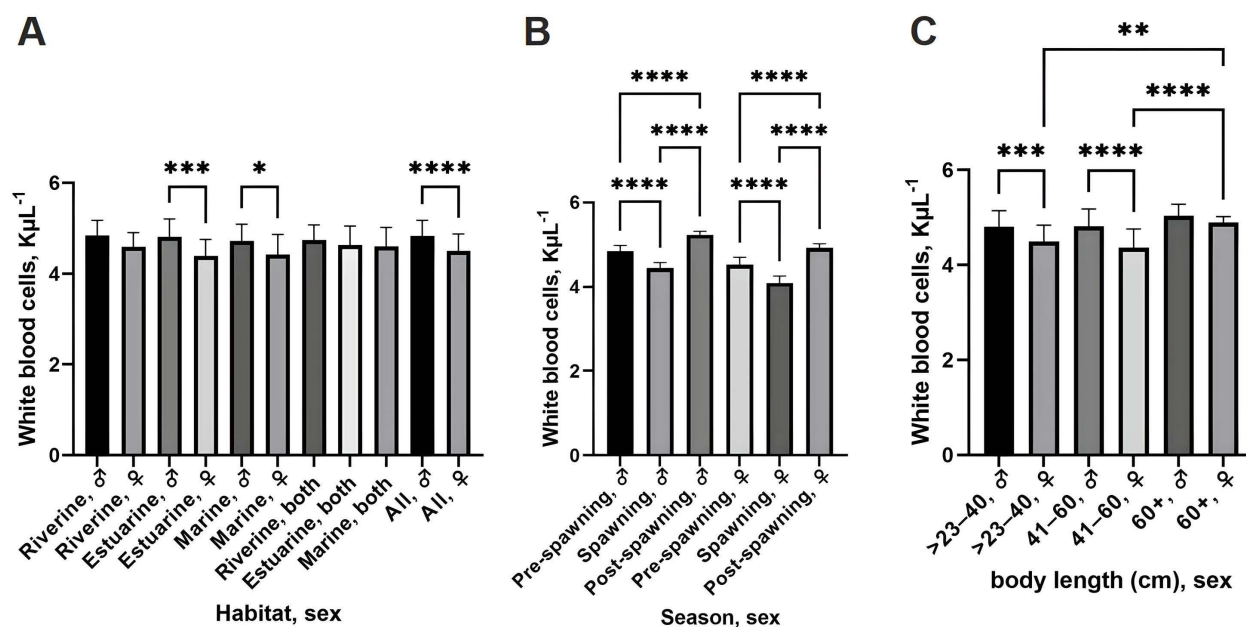 A
White blood cells, KμL-1
6
4
2
0
*** * ****
Riverine, ♂
Riverine, ♀
Estuarine, ♂
Estuarine, ♀
Marine, ♂
Marine, ♀
Riverine, both
Estuarine, both
Marine, both
All, ♂
All, ♀
Habitat, sex
B
White blood cells, KμL-1
6
4
2
0
**** ****
**** ****
**** ****
Pre-spawning, ♂
Spawning, ♂
Post-spawning, ♂
Pre-spawning, ♀
Spawning, ♀
Post-spawning, ♀
Season, sex
C
White blood cells, KμL-1
6
4
2
0
**
****
*** ****
>23–40, ♂
>23–40, ♀
41–60, ♂
41–60, ♀
60+, ♂
60+, ♀
body length (cm), sex